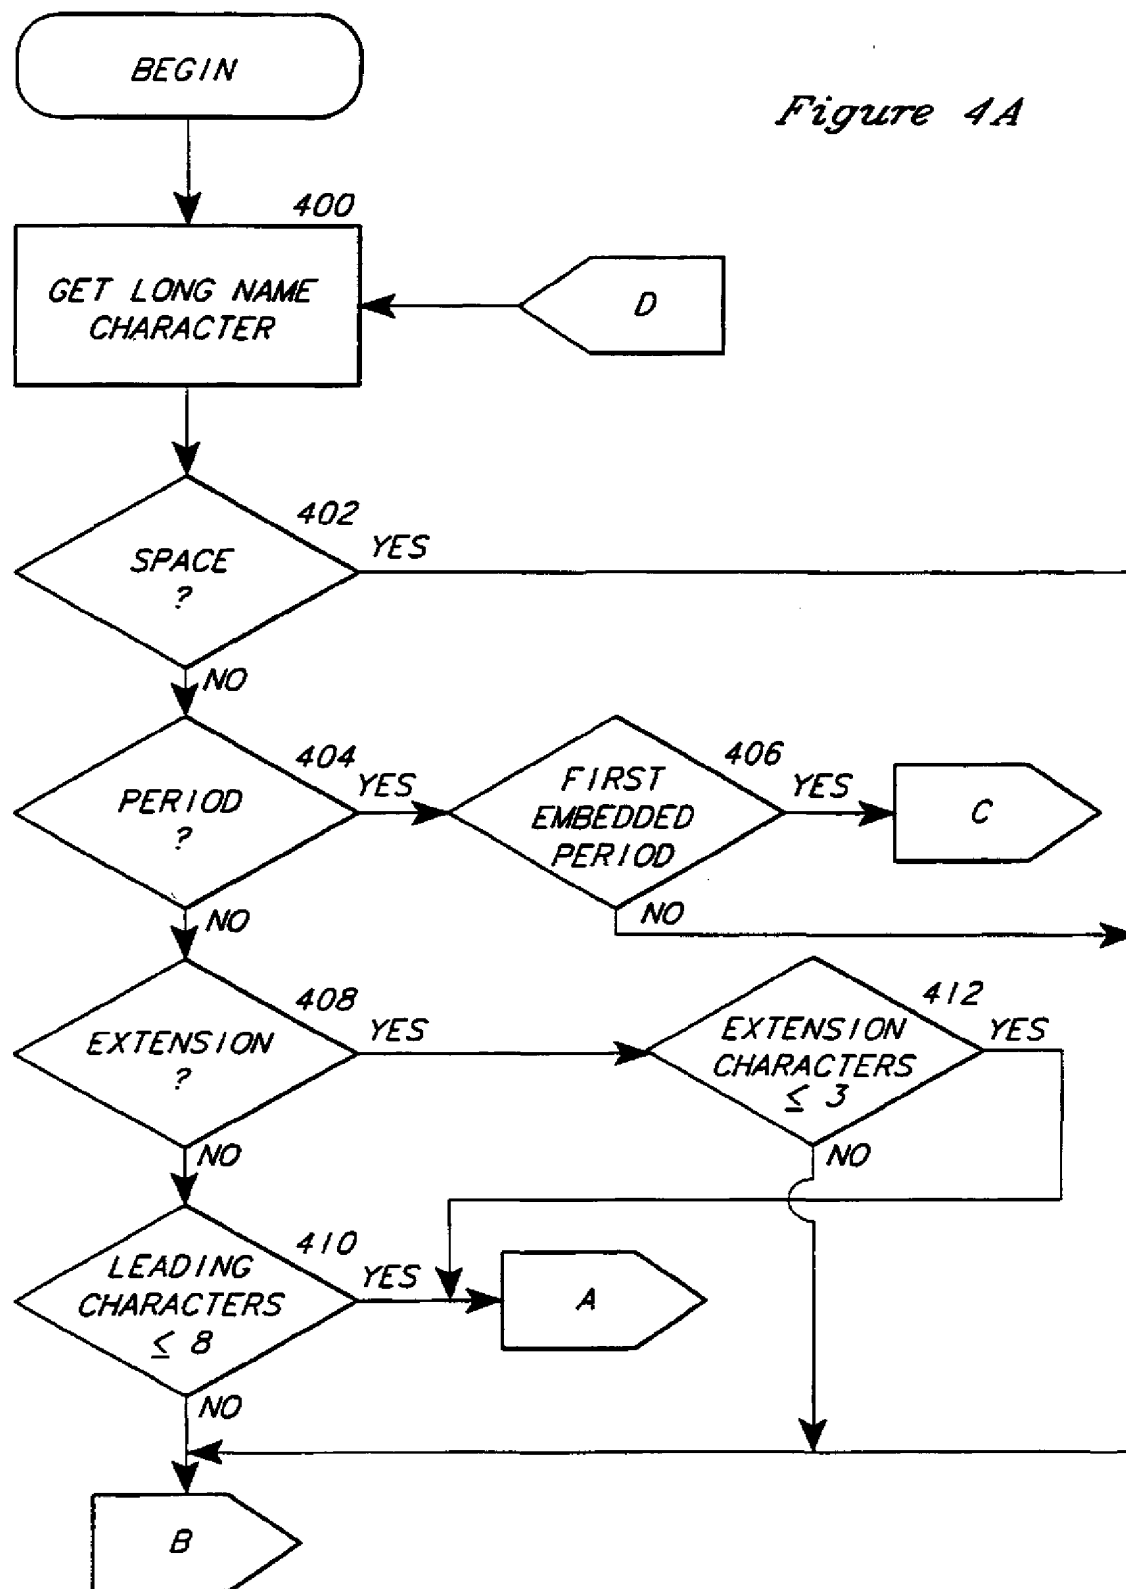 BEGIN
Figure 4A
400
GET LONG NAME
CHARACTER
D
402
SPACE
?
YES
NO
404
PERIOD
?
YES
406
FIRST
EMBEDDED
PERIOD
YES
C
NO
NO
408
EXTENSION
?
YES
412
EXTENSION
CHARACTERS
≤ 3
YES
NO
NO
410
LEADING
CHARACTERS
≤ 8
YES
A
NO
B